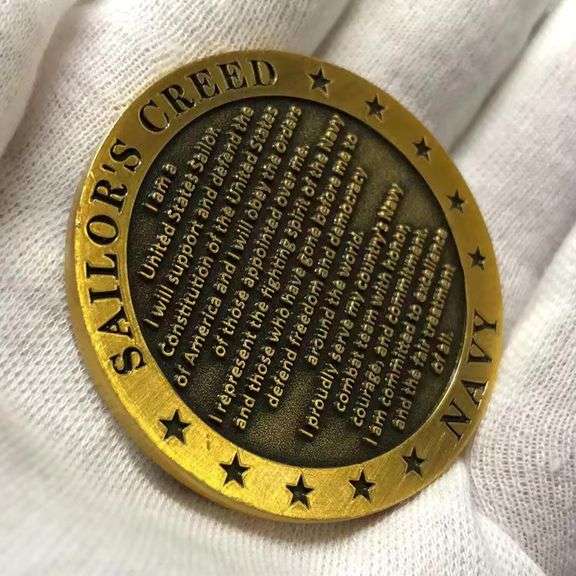 SAILOR'S CREED
I am a
United States Sailor.
I will support and defend the
Constitution of the United States
of America and I will obey the orders
of those appointed over me.
I represent the fighting spirit of the Navy
and those who have gone before me to
defend freedom and democracy
around the World.
I proudly serve my country's Navy
combat team with honor,
courage, and commitment.
I am committed to excellence
and the fair treatment
of all
NAVY